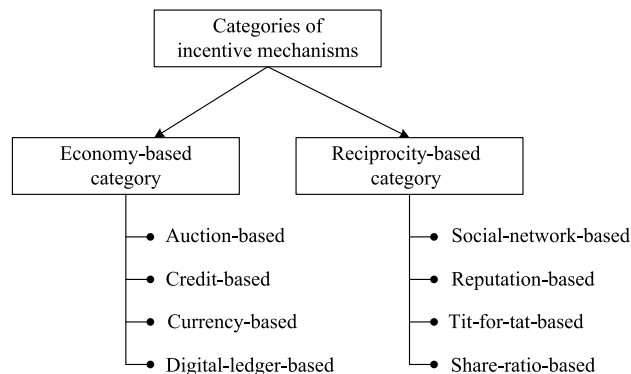 Categories of
incentive mechanisms
Economy-based
category
Auction-based
Credit-based
Currency-based
Digital-ledger-based
Reciprocity-based
category
Social-network-based
Reputation-based
Tit-for-tat-based
Share-ratio-based